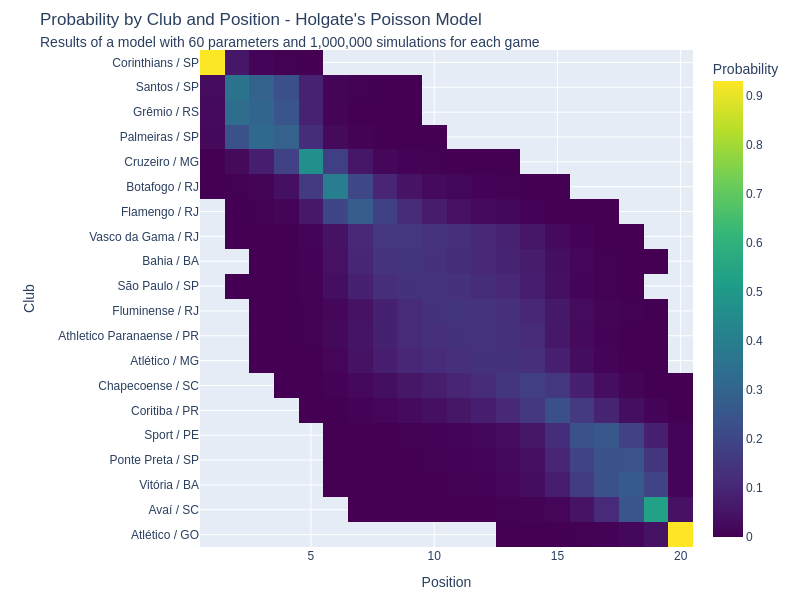 Probability by Club and Position - Holgate's Poisson Model
Results of a model with 60 parameters and 1,000,000 simulations for each game
Probability
Corinthians / SP
Santos / SP
Grêmio / RS
Palmeiras / SP
Cruzeiro / MG
Botafogo / RJ
Flamengo / RJ
Vasco da Gama / RJ
Bahia / BA
São Paulo / SP
Fluminense / RJ
Athletico Paranaense / PR
Atlético / MG
Chapecoense / SC
Coritiba / PR
Sport / PE
Ponte Preta / SP
Vitória / BA
Avaí / SC
Atlético / GO
Club
0.9
0.8
0.7
0.6
0.5
0.4
0.3
0.2
0.1
0
5
10
15
20
Position